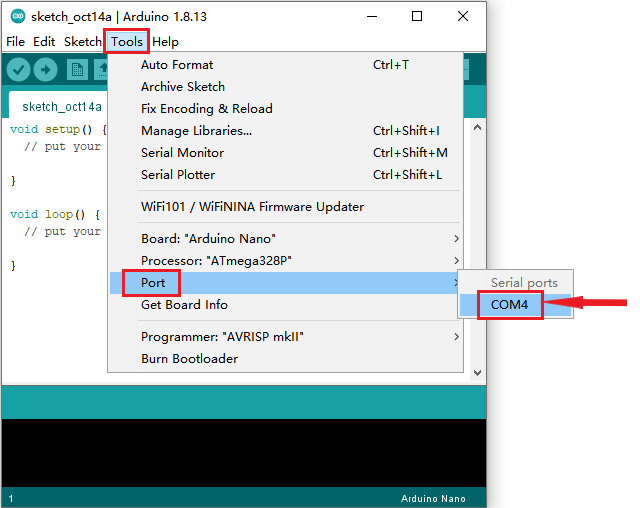 sketch_oct14a | Arduino 1.8.13
File Edit Sketch Tools Help
sketch_oct14a
void setup() {
// put your
}
void loop() {
// put your
}
Auto Format Ctrl+T
Archive Sketch
Fix Encoding & Reload
Manage Libraries... Ctrl+Shift+I
Serial Monitor Ctrl+Shift+M
Serial Plotter Ctrl+Shift+L
WiFi101 / WiFiNINA Firmware Updater
Board: "Arduino Nano"
Processor: "ATmega328P"
Port
Get Board Info
Programmer: "AVRISP mkII"
Burn Bootloader
Serial ports
COM4
1 Arduino Nano